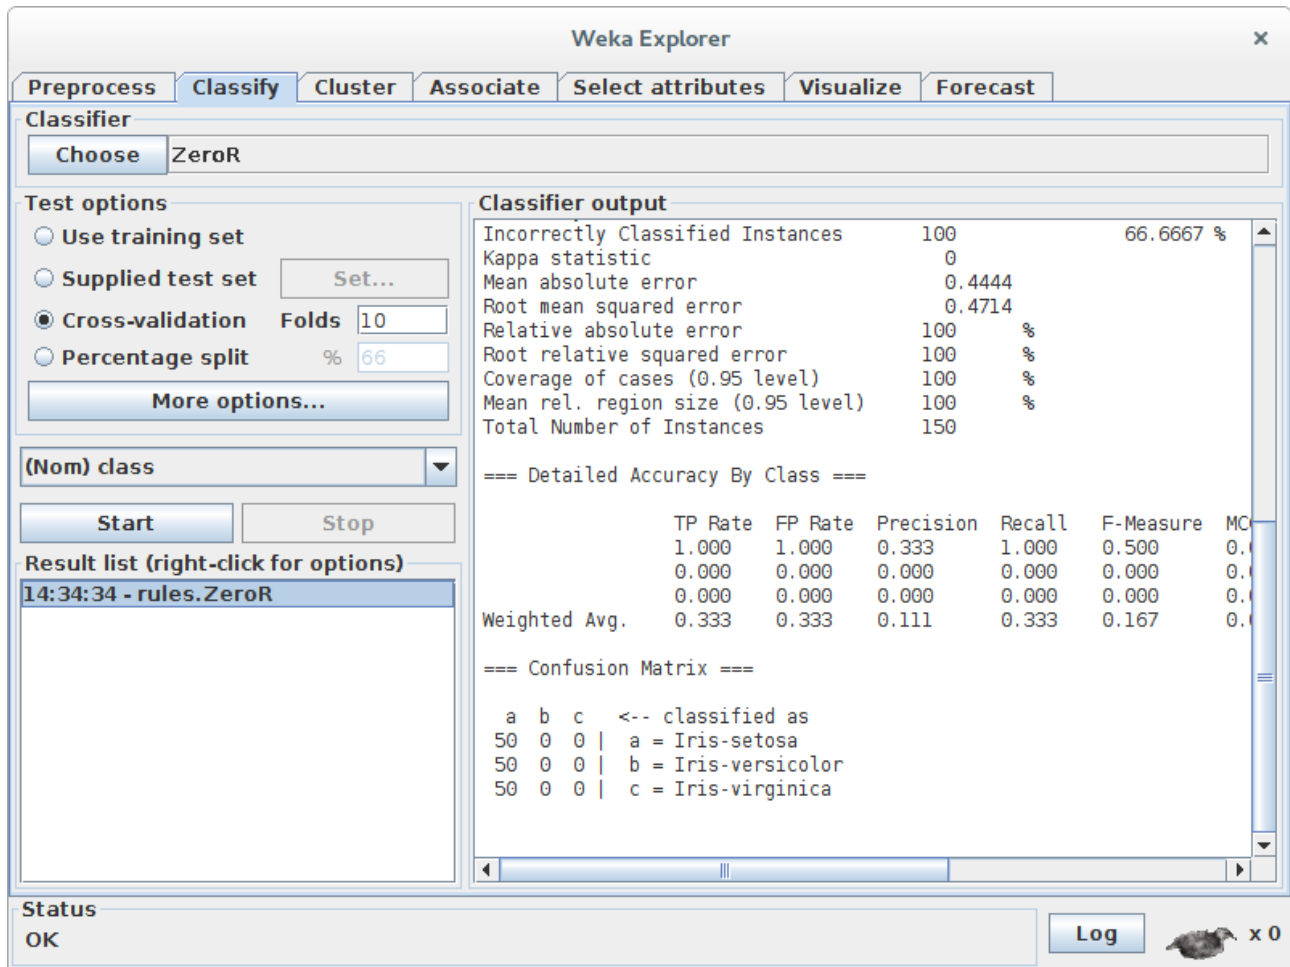 Weka Explorer
Preprocess Classify Cluster Associate Select attributes Visualize Forecast
Classifier
Choose ZeroR
Test options
Use training set
Supplied test set Set...
Cross-validation Folds 10
Percentage split % 66
More options...
(Nom) class
Start Stop
Result list (right-click for options)
14:34:34 - rules.ZeroR
Classifier output
Incorrectly Classified Instances 100 66.6667 %
Kappa statistic 0
Mean absolute error 0.4444
Root mean squared error 0.4714
Relative absolute error 100 %
Root relative squared error 100 %
Coverage of cases (0.95 level) 100 %
Mean rel. region size (0.95 level) 100 %
Total Number of Instances 150
=== Detailed Accuracy By Class ===
TP Rate FP Rate Precision Recall F-Measure
1.000 1.000 0.333 1.000 0.500
0.000 0.000 0.000 0.000 0.000
0.000 0.000 0.000 0.000 0.000
Weighted Avg. 0.333 0.333 0.111 0.333 0.167
=== Confusion Matrix ===
a b c <-- classified as
50 0 0 | a = Iris-setosa
50 0 0 | b = Iris-versicolor
50 0 0 | c = Iris-virginica
Status
OK
Log x 0